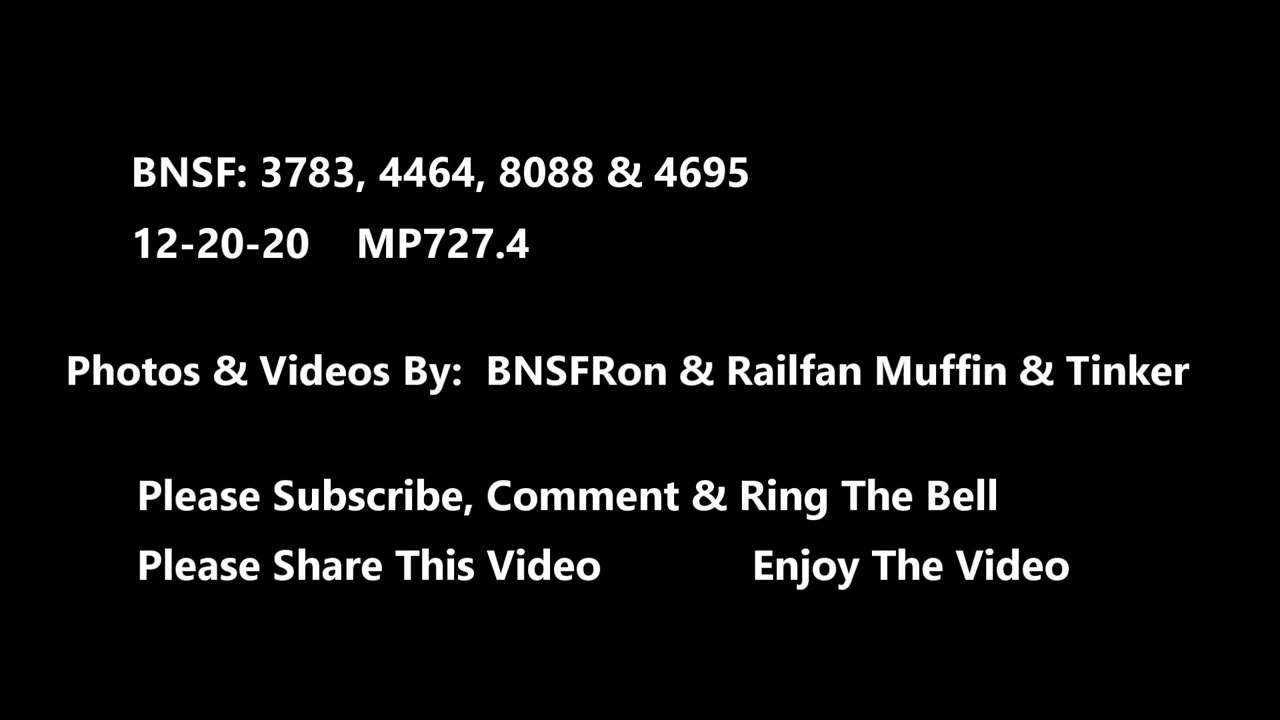 BNSF: 3783, 4464, 8088 & 4695
12-20-20 MP727.4
Photos & Videos By: BNSFRon & Railfan Muffin & Tinker
Please Subscribe, Comment & Ring The Bell
Please Share This Video Enjoy The Video